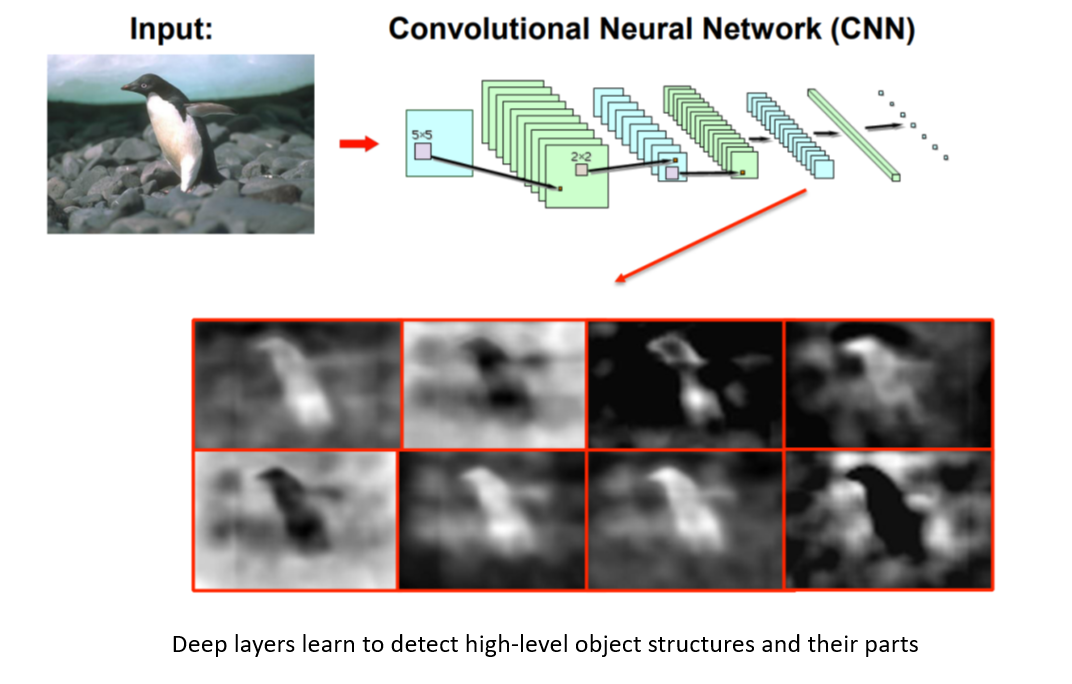 Input:
Convolutional Neural Network (CNN)
5×5
2×2
Deep layers learn to detect high-level object structures and their parts